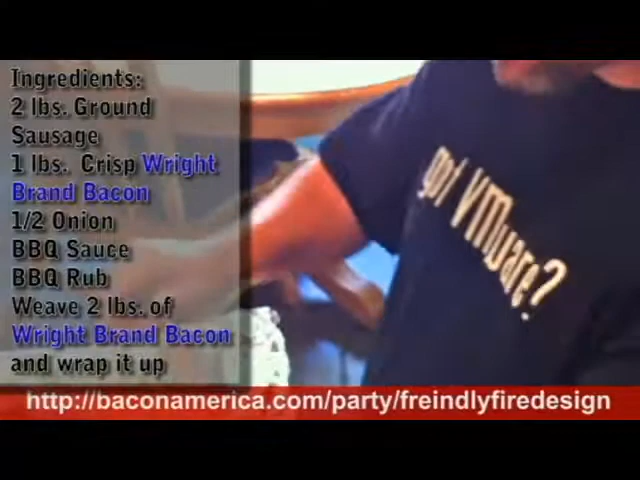 Ingredients:
2 lbs. Ground
Sausage
1 lbs. Crisp Wright
Brand Bacon
1/2 Onion
BBQ Sauce
BBQ Rub
Weave 2 lbs. of
Wright Brand Bacon
and wrap it up
got VMware?
http://baconamerica.com/party/freindlyfiredesign